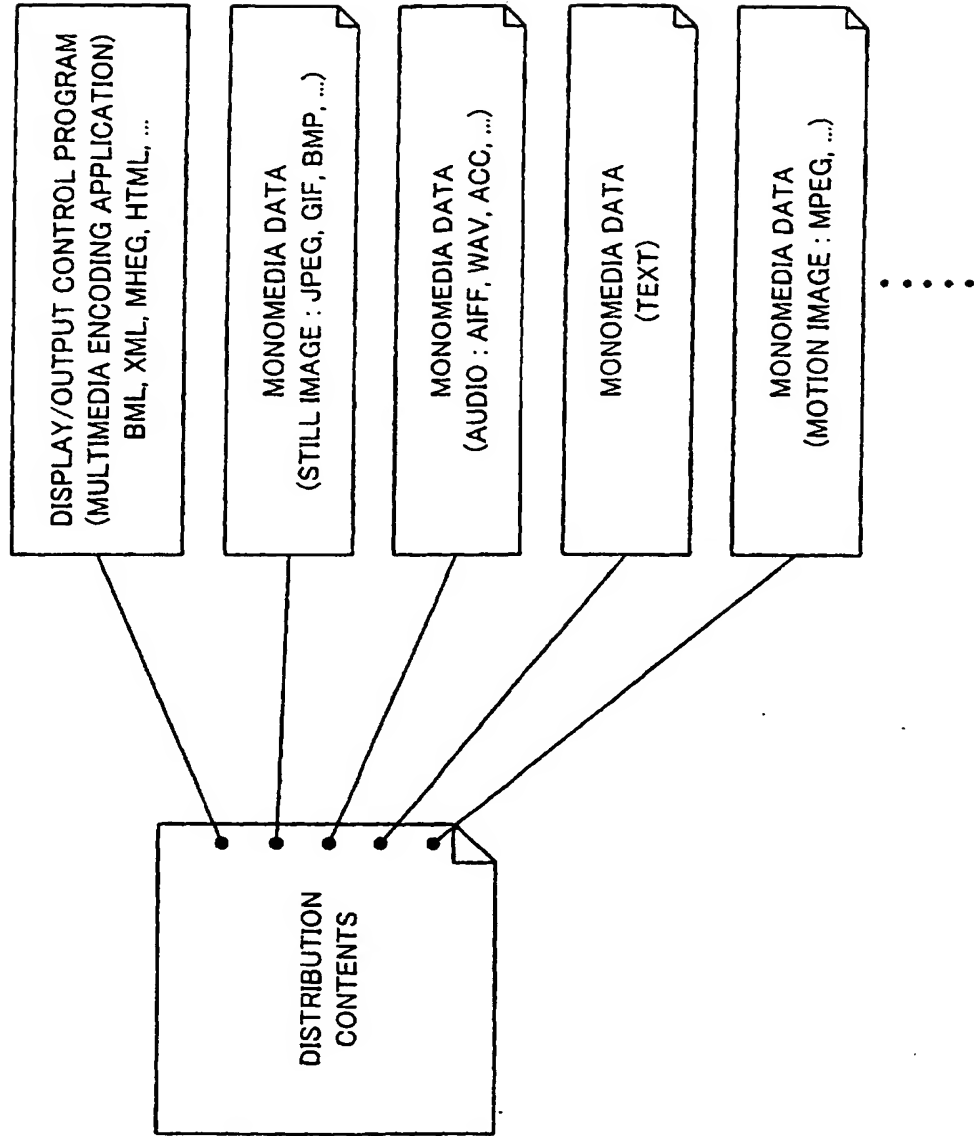 DISPLAY/OUTPUT CONTROL PROGRAM
(MULTIMEDIA ENCODING APPLICATION)
BML, XML, MHEG, HTML, ...
MONOMEDIA DATA
(STILL IMAGE : JPEG, GIF, BMP, ...)
MONOMEDIA DATA
(AUDIO : AIFF, WAV, ACC, ...)
MONOMEDIA DATA
(TEXT)
MONOMEDIA DATA
(MOTION IMAGE : MPEG, ...)
DISTRIBUTION
CONTENTS